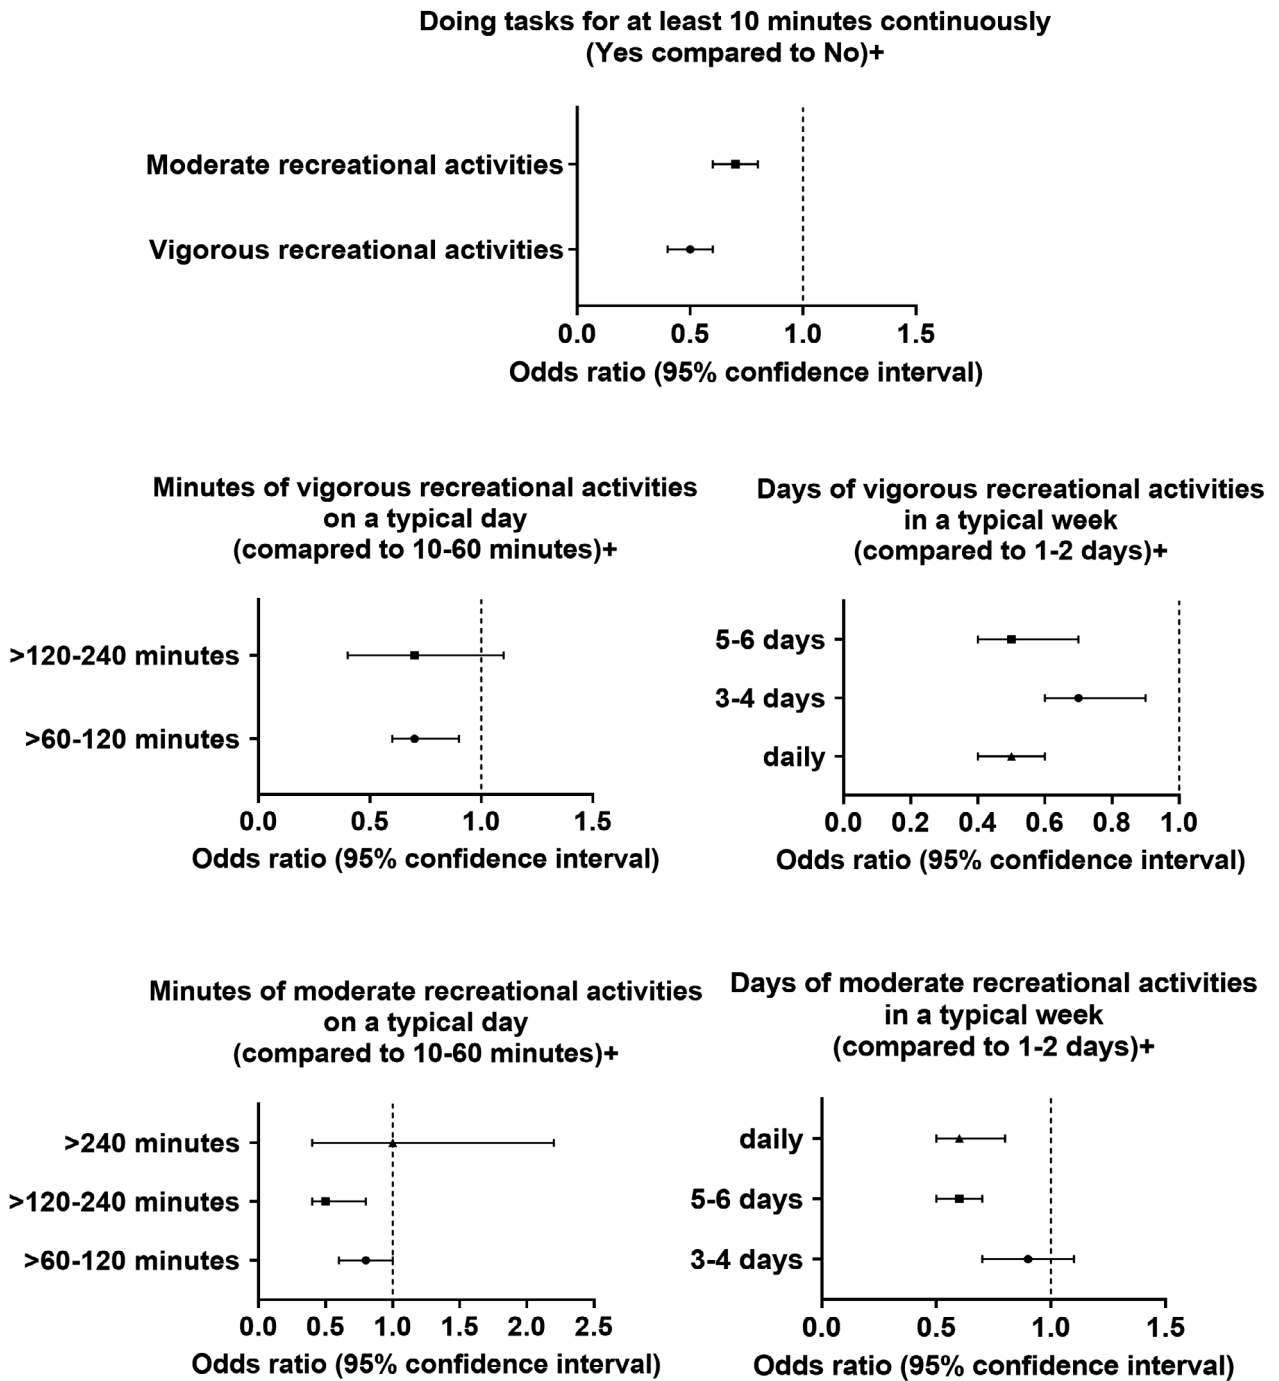 Doing tasks for at least 10 minutes continuously
(Yes compared to No)+
Moderate recreational activities
Vigorous recreational activities
0.0 0.5 1.0 1.5
Odds ratio (95% confidence interval)
Minutes of vigorous recreational activities
on a typical day
(comapred to 10-60 minutes)+
>120-240 minutes
>60-120 minutes
0.0 0.5 1.0 1.5
Odds ratio (95% confidence interval)
Days of vigorous recreational activities
in a typical week
(compared to 1-2 days)+
5-6 days
3-4 days
daily
0.0 0.2 0.4 0.6 0.8 1.0
Odds ratio (95% confidence interval)
Minutes of moderate recreational activities
on a typical day
(compared to 10-60 minutes)+
>240 minutes
>120-240 minutes
>60-120 minutes
0.0 0.5 1.0 1.5 2.0 2.5
Odds ratio (95% confidence interval)
Days of moderate recreational activities
in a typical week
(compared to 1-2 days)+
daily
5-6 days
3-4 days
0.0 0.5 1.0 1.5
Odds ratio (95% confidence interval)